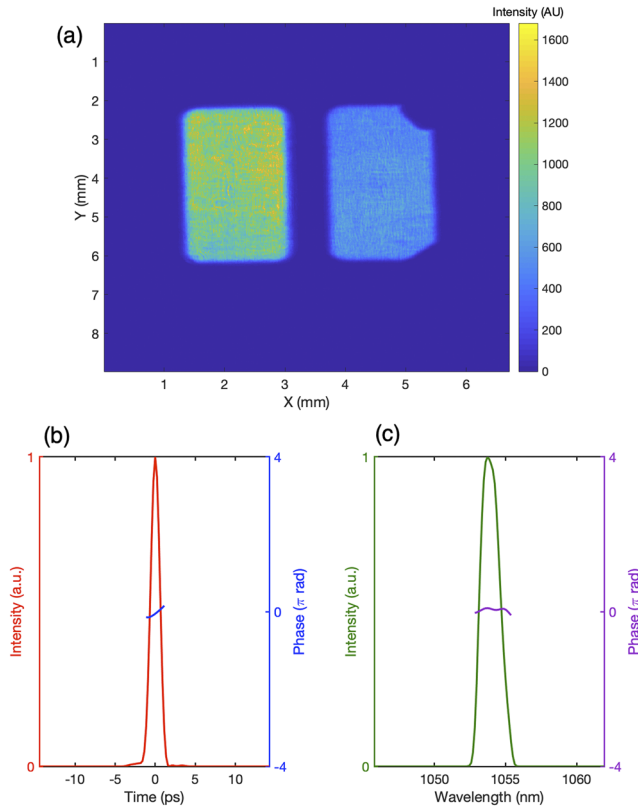 Intensity (AU)
(a)
1
2
3
4
5
6
7
8
Y (mm)
1 2 3 4 5 6
X (mm)
1600
1400
1200
1000
800
600
400
200
0
(b)
1
0
Intensity (a.u.)
4
0
-4
Phase (π rad)
-10 -5 0 5 10
Time (ps)
(c)
1
0
Intensity (a.u.)
4
0
-4
Phase (π rad)
1050 1055 1060
Wavelength (nm)